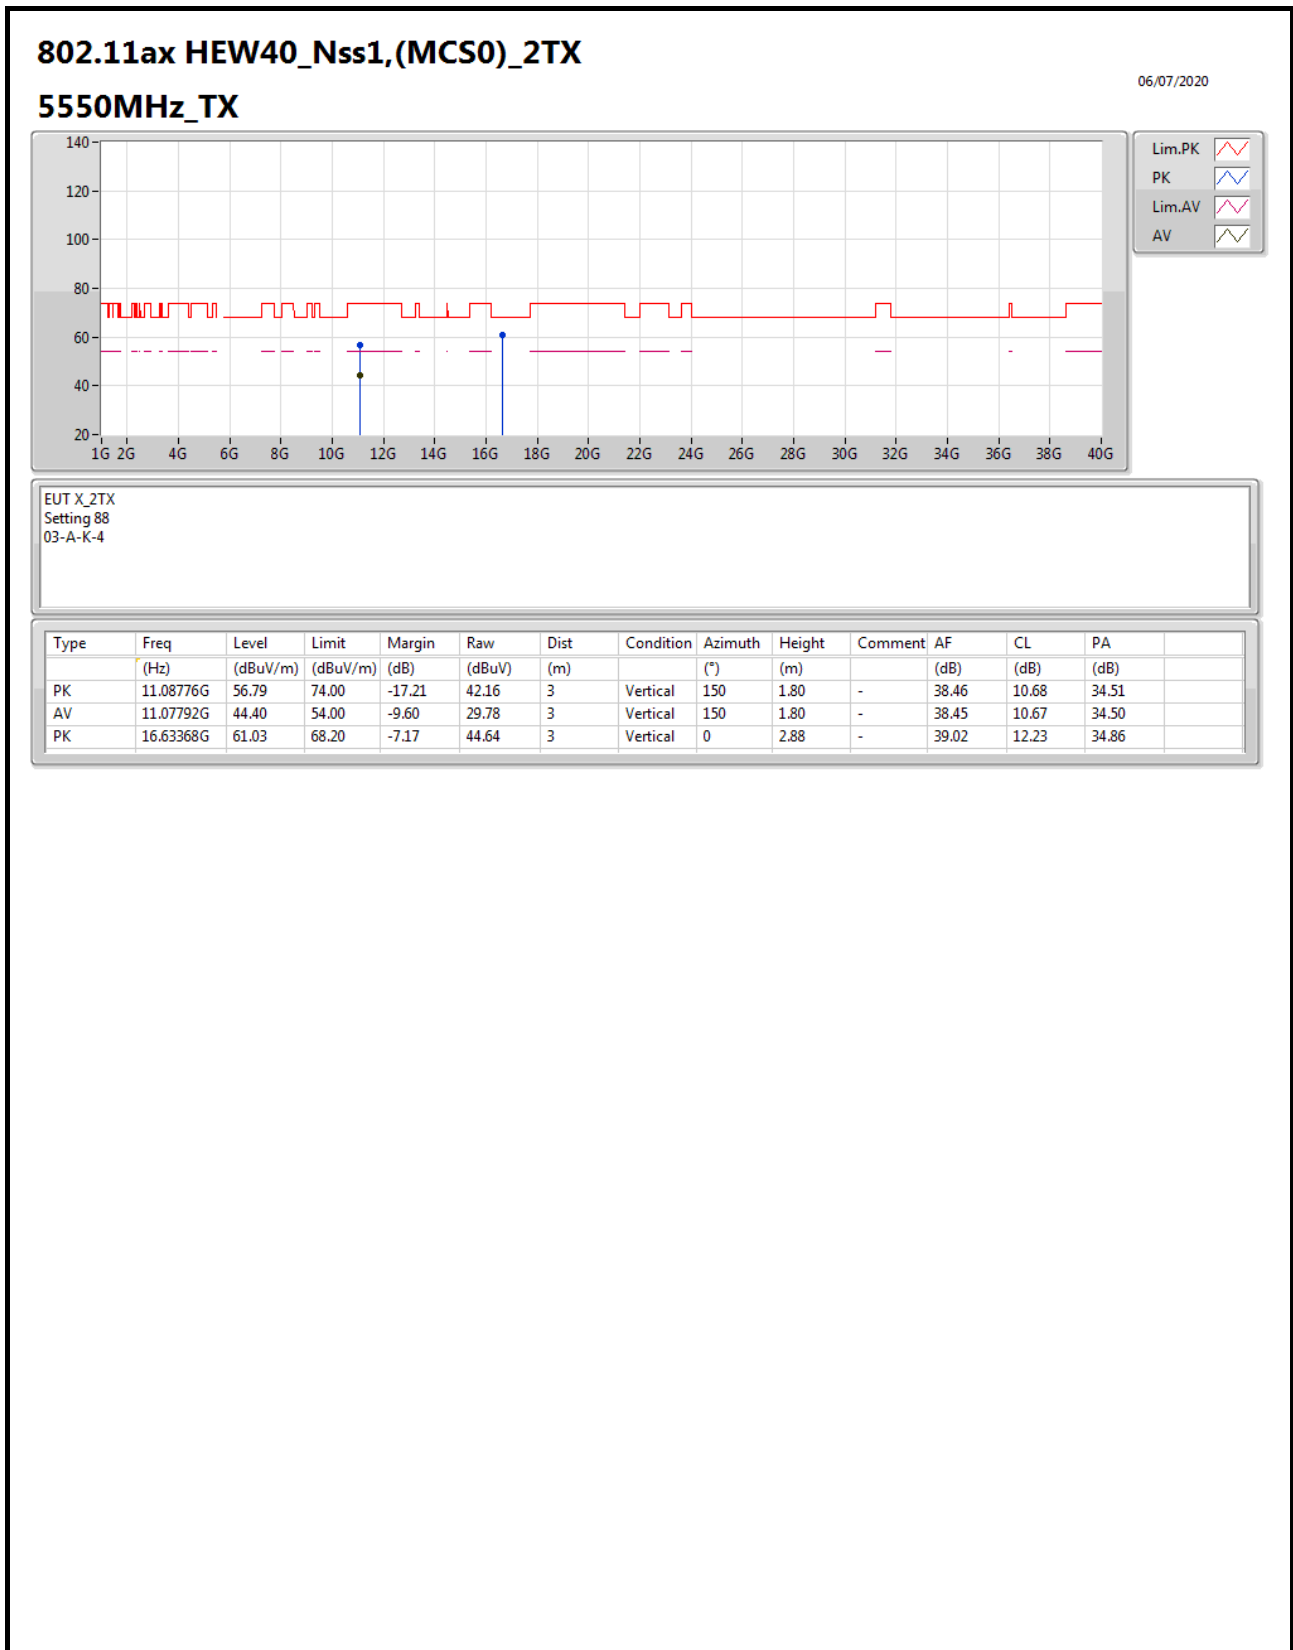 802.11ax HEW40_Nss1,(MCS0)_2TX
06/07/2020
5550MHz_TX
140
120
100
80
60
40
20
1G 2G 4G 6G 8G 10G 12G 14G 16G 18G 20G 22G 24G 26G 28G 30G 32G 34G 36G 38G 40G
Lim.PK
PK
Lim.AV
AV
EUT X_2TX
Setting 88
03-A-K-4
Type Freq Level Limit Margin Raw Dist Condition Azimuth Height Comment AF CL PA
(Hz) (dBuV/m) (dBuV/m) (dB) (dBuV) (m) (°) (m) (dB) (dB) (dB)
PK 11.08776G 56.79 74.00 -17.21 42.16 3 Vertical 150 1.80 - 38.46 10.68 34.51
AV 11.07792G 44.40 54.00 -9.60 29.78 3 Vertical 150 1.80 - 38.45 10.67 34.50
PK 16.63368G 61.03 68.20 -7.17 44.64 3 Vertical 0 2.88 - 39.02 12.23 34.86